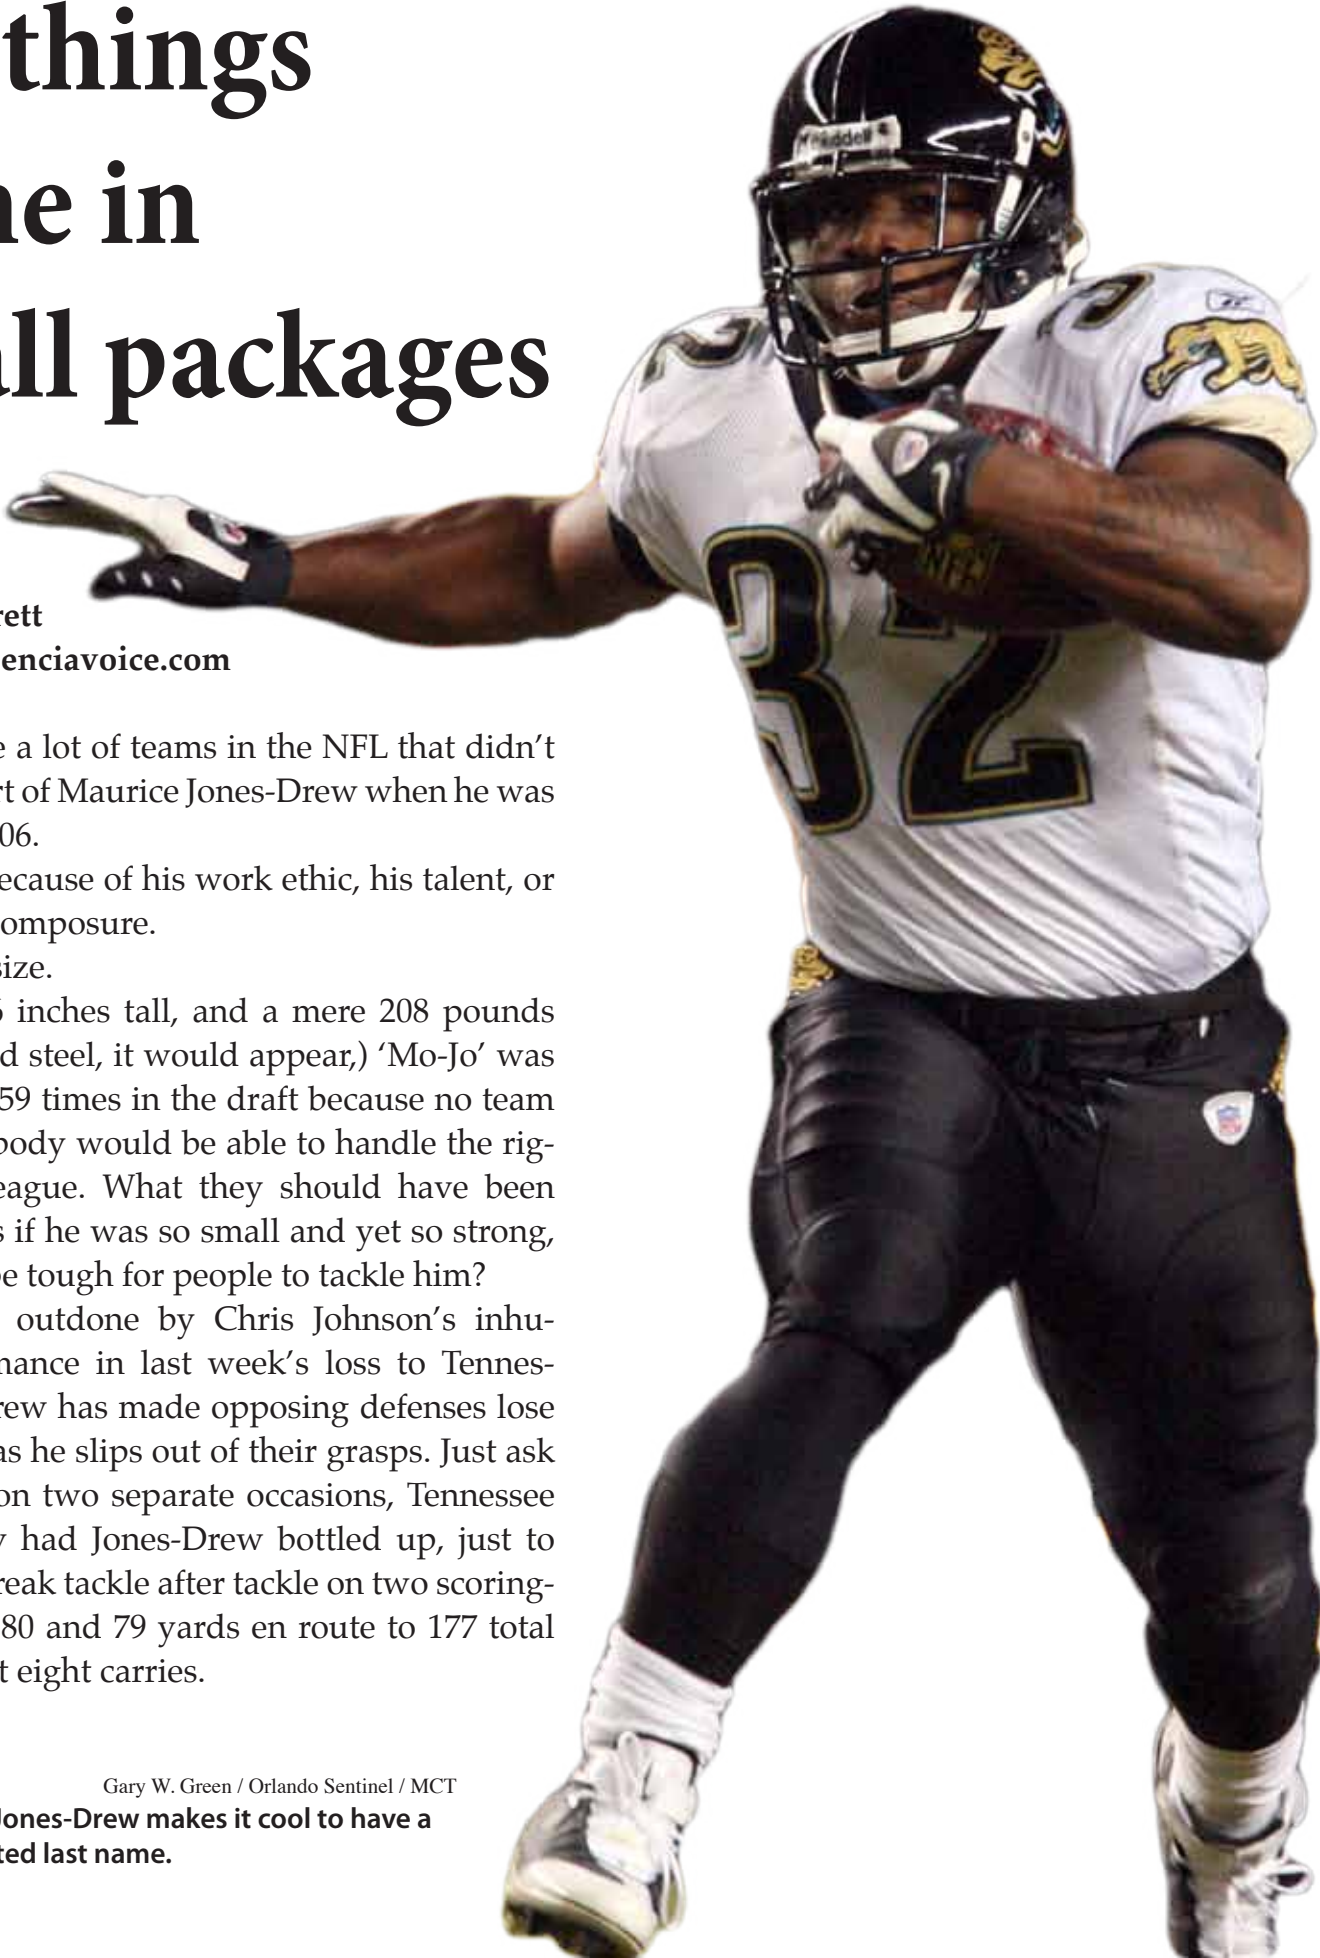 things
e in
ll packages
rett
enciavoice.com
e a lot of teams in the NFL that didn’t
rt of Maurice Jones-Drew when he was
06.
ecause of his work ethic, his talent, or
omposure.
size.
6 inches tall, and a mere 208 pounds
d steel, it would appear,) ‘Mo-Jo’ was
59 times in the draft because no team
body would be able to handle the rig-
eague. What they should have been
s if he was so small and yet so strong,
be tough for people to tackle him?
outdone by Chris Johnson’s inhu-
mance in last week’s loss to Tennes-
rew has made opposing defenses lose
as he slips out of their grasps. Just ask
on two separate occasions, Tennessee
y had Jones-Drew bottled up, just to
reak tackle after tackle on two scoring-
80 and 79 yards en route to 177 total
t eight carries.
Gary W. Green / Orlando Sentinel / MCT
Jones-Drew makes it cool to have a
ted last name.
Riddell
32
32